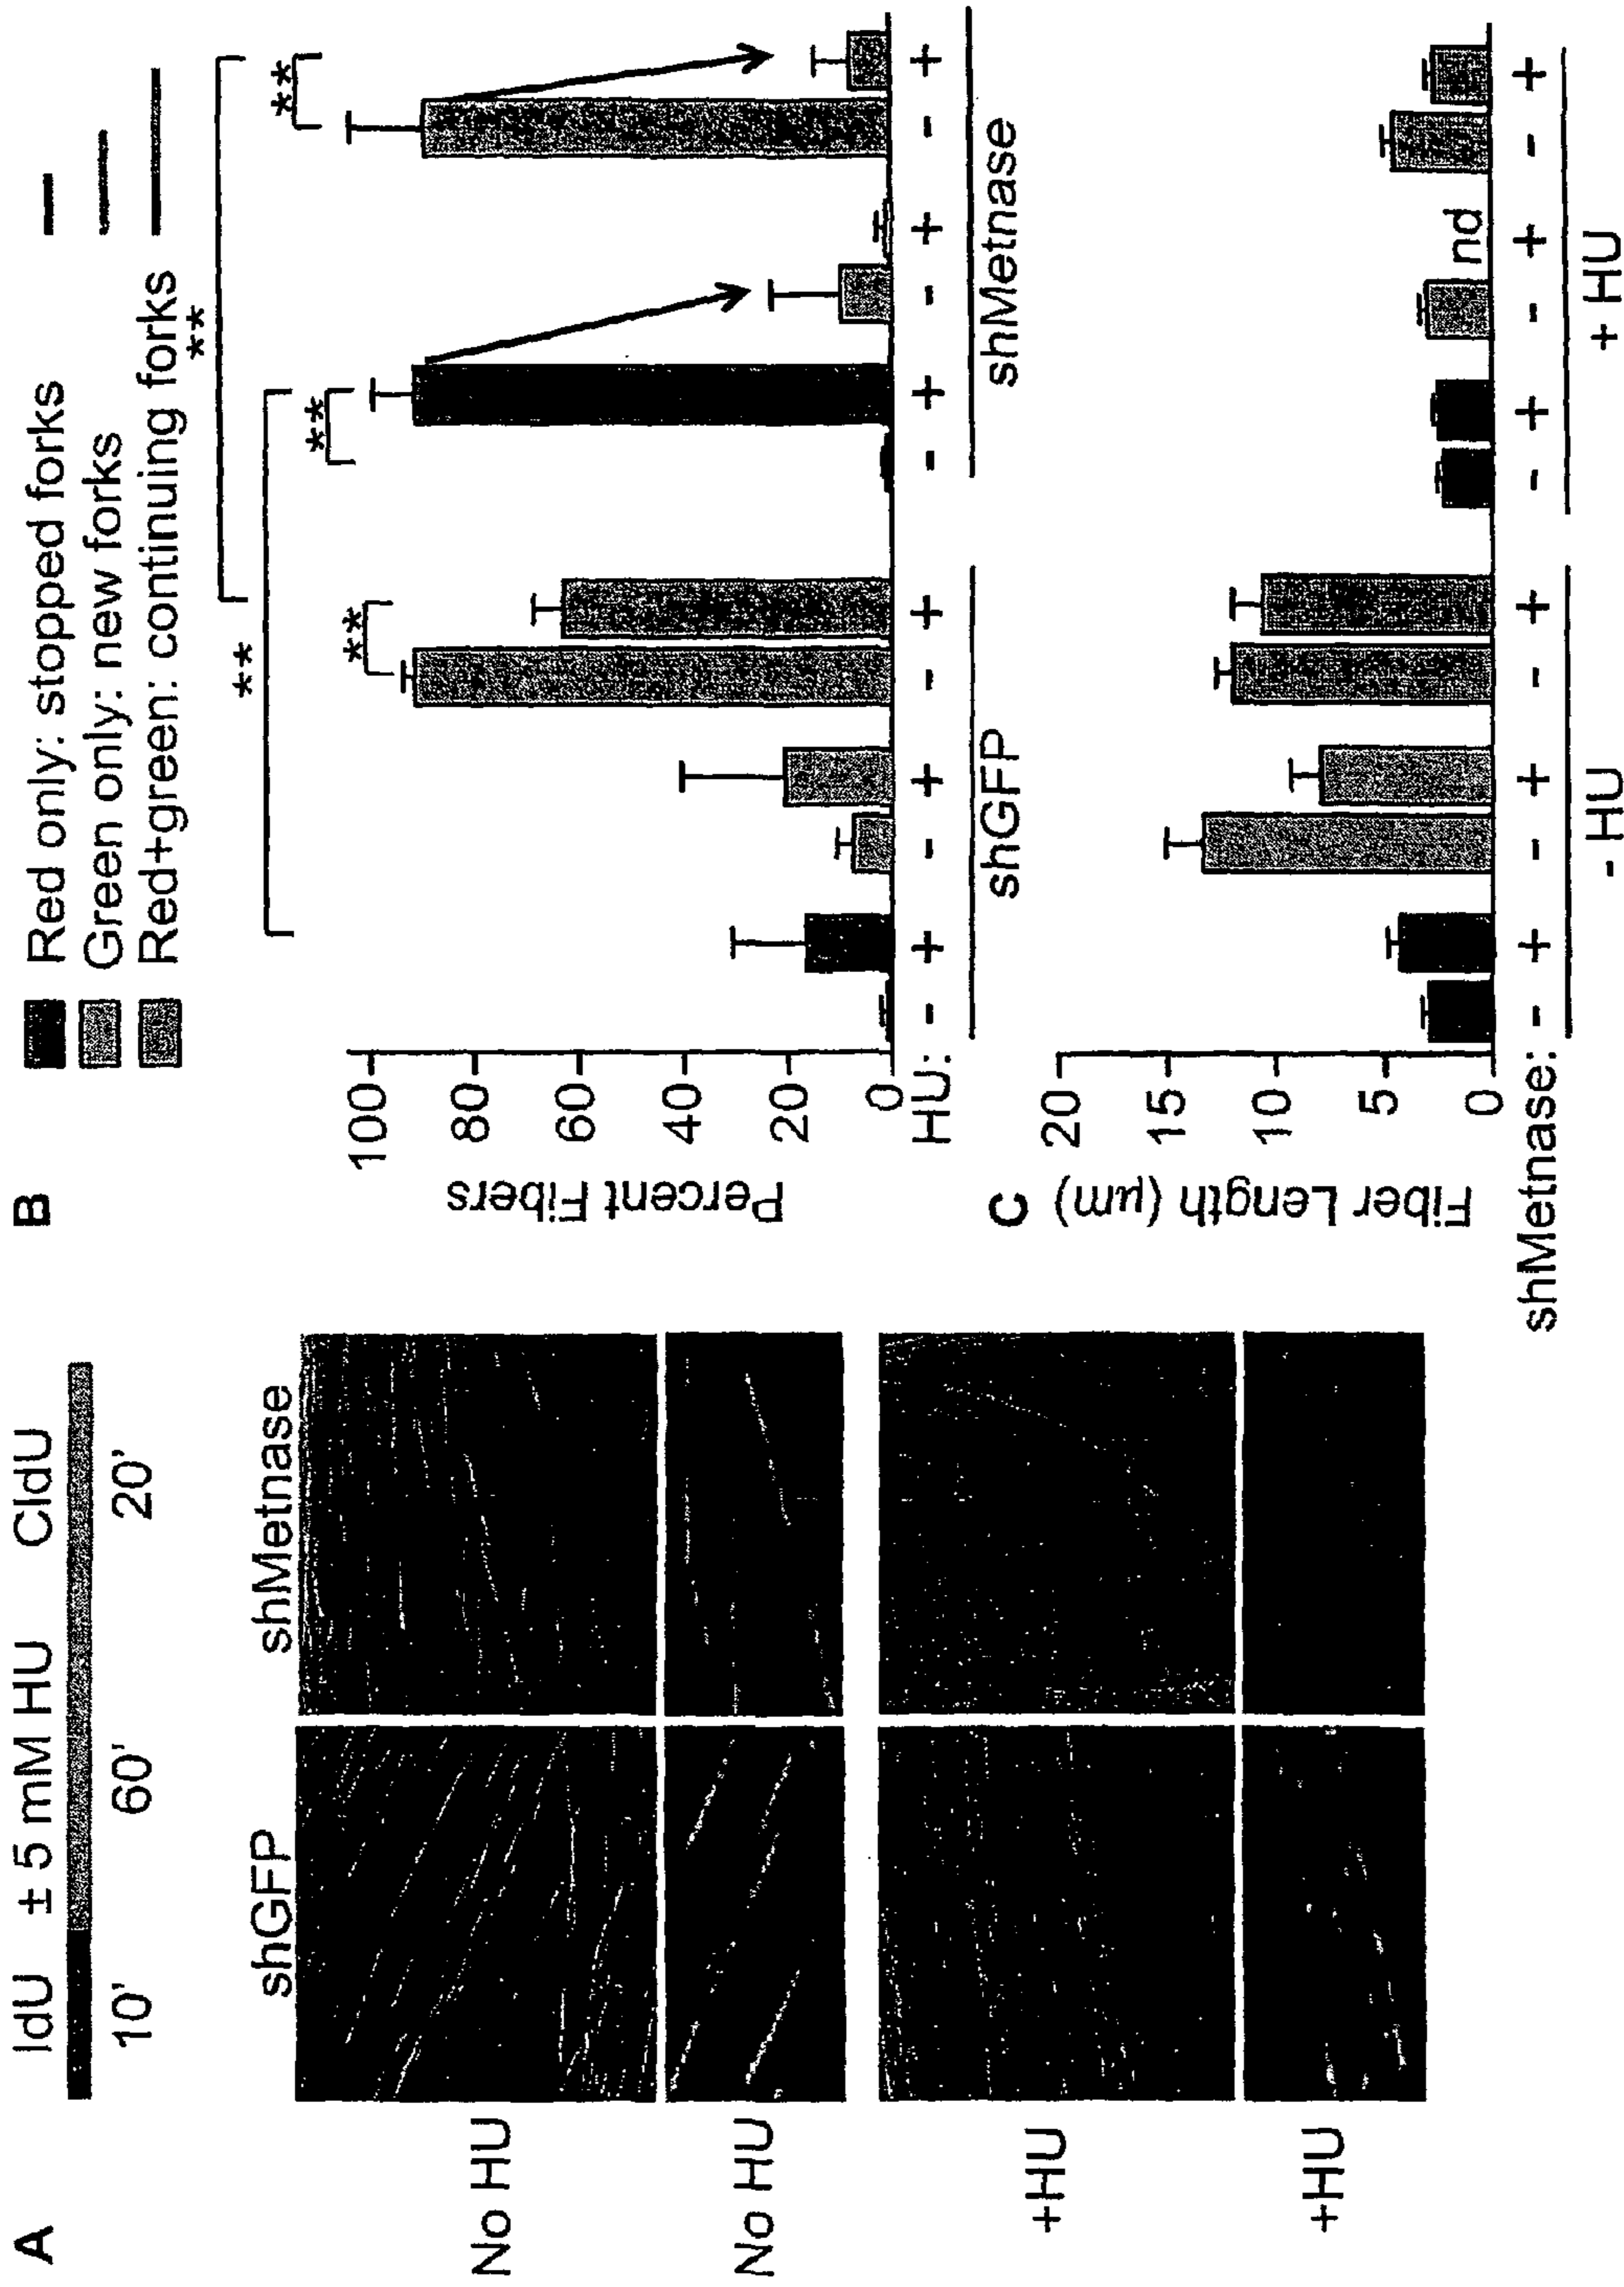 A
IdU ± 5 mM HU CldU
10' 60' 20'
shGFP shMetnase
No HU
No HU
+HU
+HU
B
Red only: stopped forks
Green only: new forks
Red+green: continuing forks
** **
** ** **
Percent Fibers
100
80
60
40
20
0
HU: - + - + - + - + - + - +
shGFP shMetnase
C
Fiber Length (μm)
20
15
10
5
0
nd
shMetnase: - + - + - + - + - + - +
- HU + HU